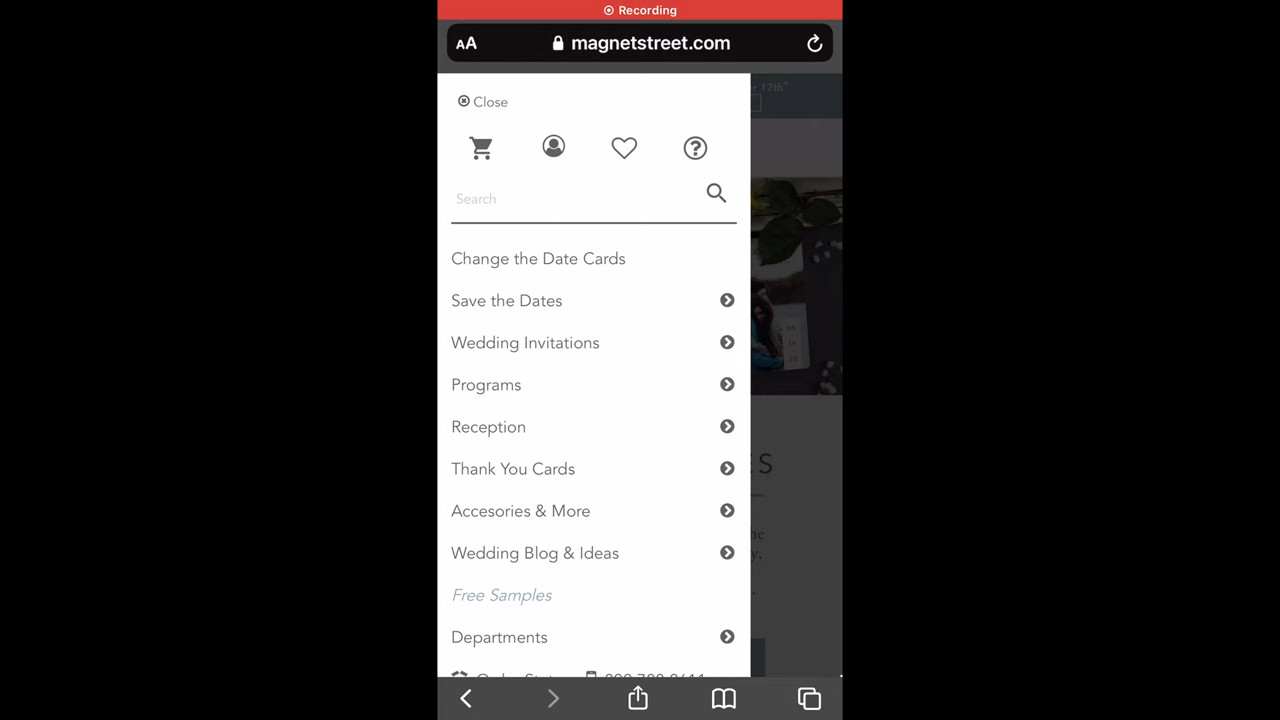 Recording
AA magnetstreet.com
17th*
Close
Search
Change the Date Cards
Save the Dates
Wedding Invitations
Programs
Reception
Thank You Cards
Accesories & More
Wedding Blog & Ideas
Free Samples
Departments